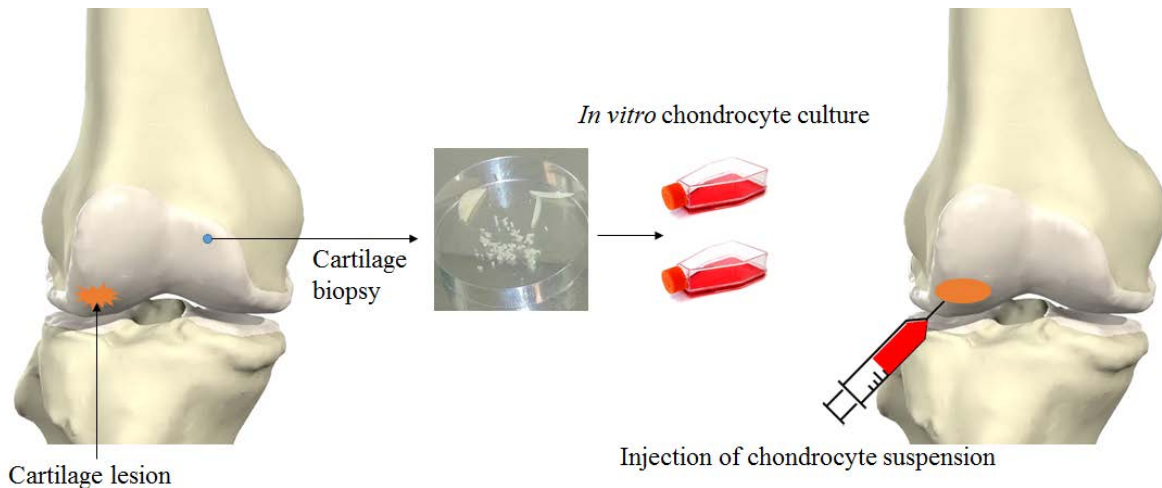 In vitro chondrocyte culture
Cartilage
biopsy
Cartilage lesion
Injection of chondrocyte suspension